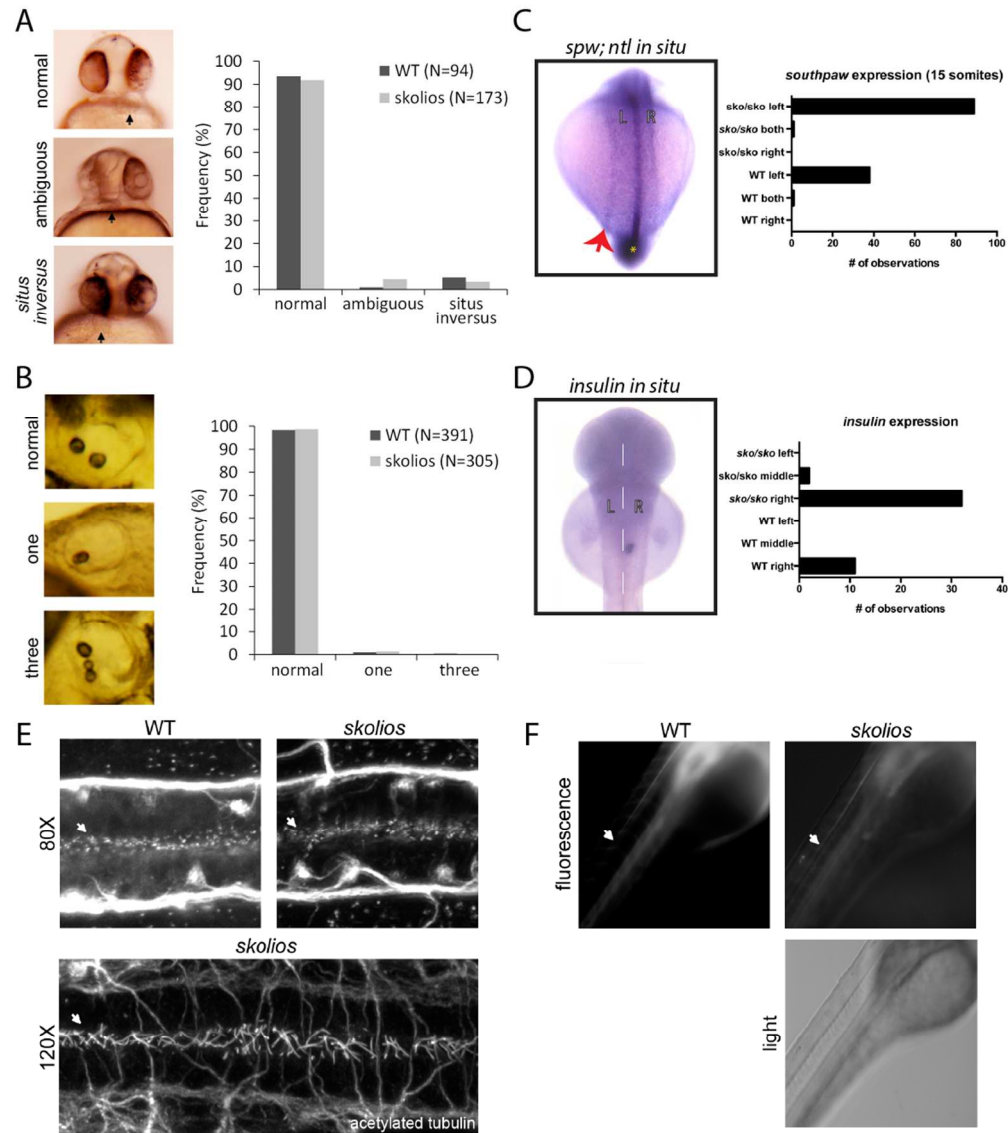 A
normal
ambiguous
situs
inversus
Frequency (%)
100
90
80
70
60
50
40
30
20
10
0
WT (N=94)
skolios (N=173)
normal
ambiguous
situs
inversus
B
normal
one
three
Frequency (%)
100
90
80
70
60
50
40
30
20
10
0
WT (N=391)
skolios (N=305)
normal
one
three
C
spw; ntl in situ
L R
*
southpaw expression (15 somites)
sko/sko left
sko/sko both
sko/sko right
WT left
WT both
WT right
0 20 40 60 80 100
# of observations
D
insulin in situ
L R
insulin expression
sko/sko left
sko/sko middle
sko/sko right
WT left
WT middle
WT right
0 10 20 30 40
# of observations
E
WT
skolios
80X
skolios
120X
acetylated tubulin
F
WT
skolios
fluorescence
light